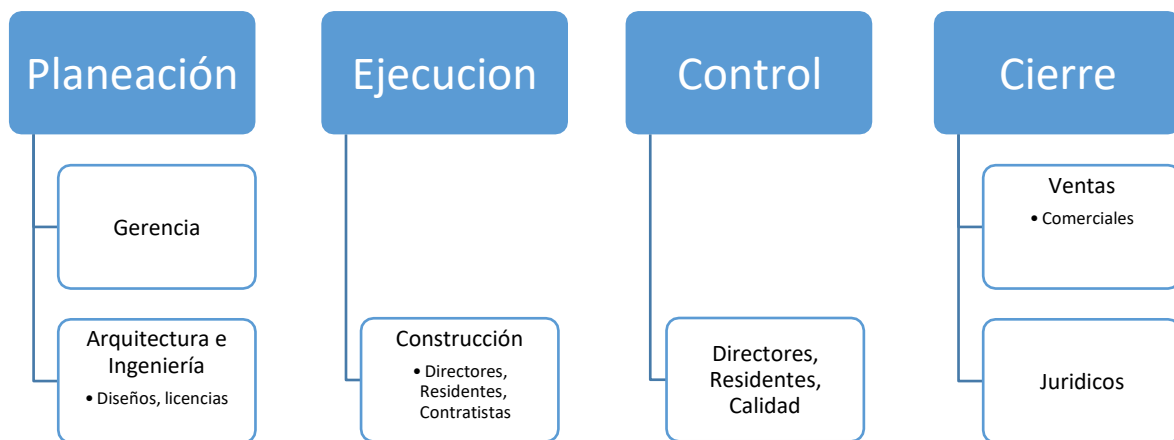 Planeación
Gerencia
Arquitectura e
Ingeniería
• Diseños, licencias
Ejecucion
Construcción
• Directores,
Residentes,
Contratistas
Control
Directores,
Residentes,
Calidad
Cierre
Ventas
• Comerciales
Juridicos